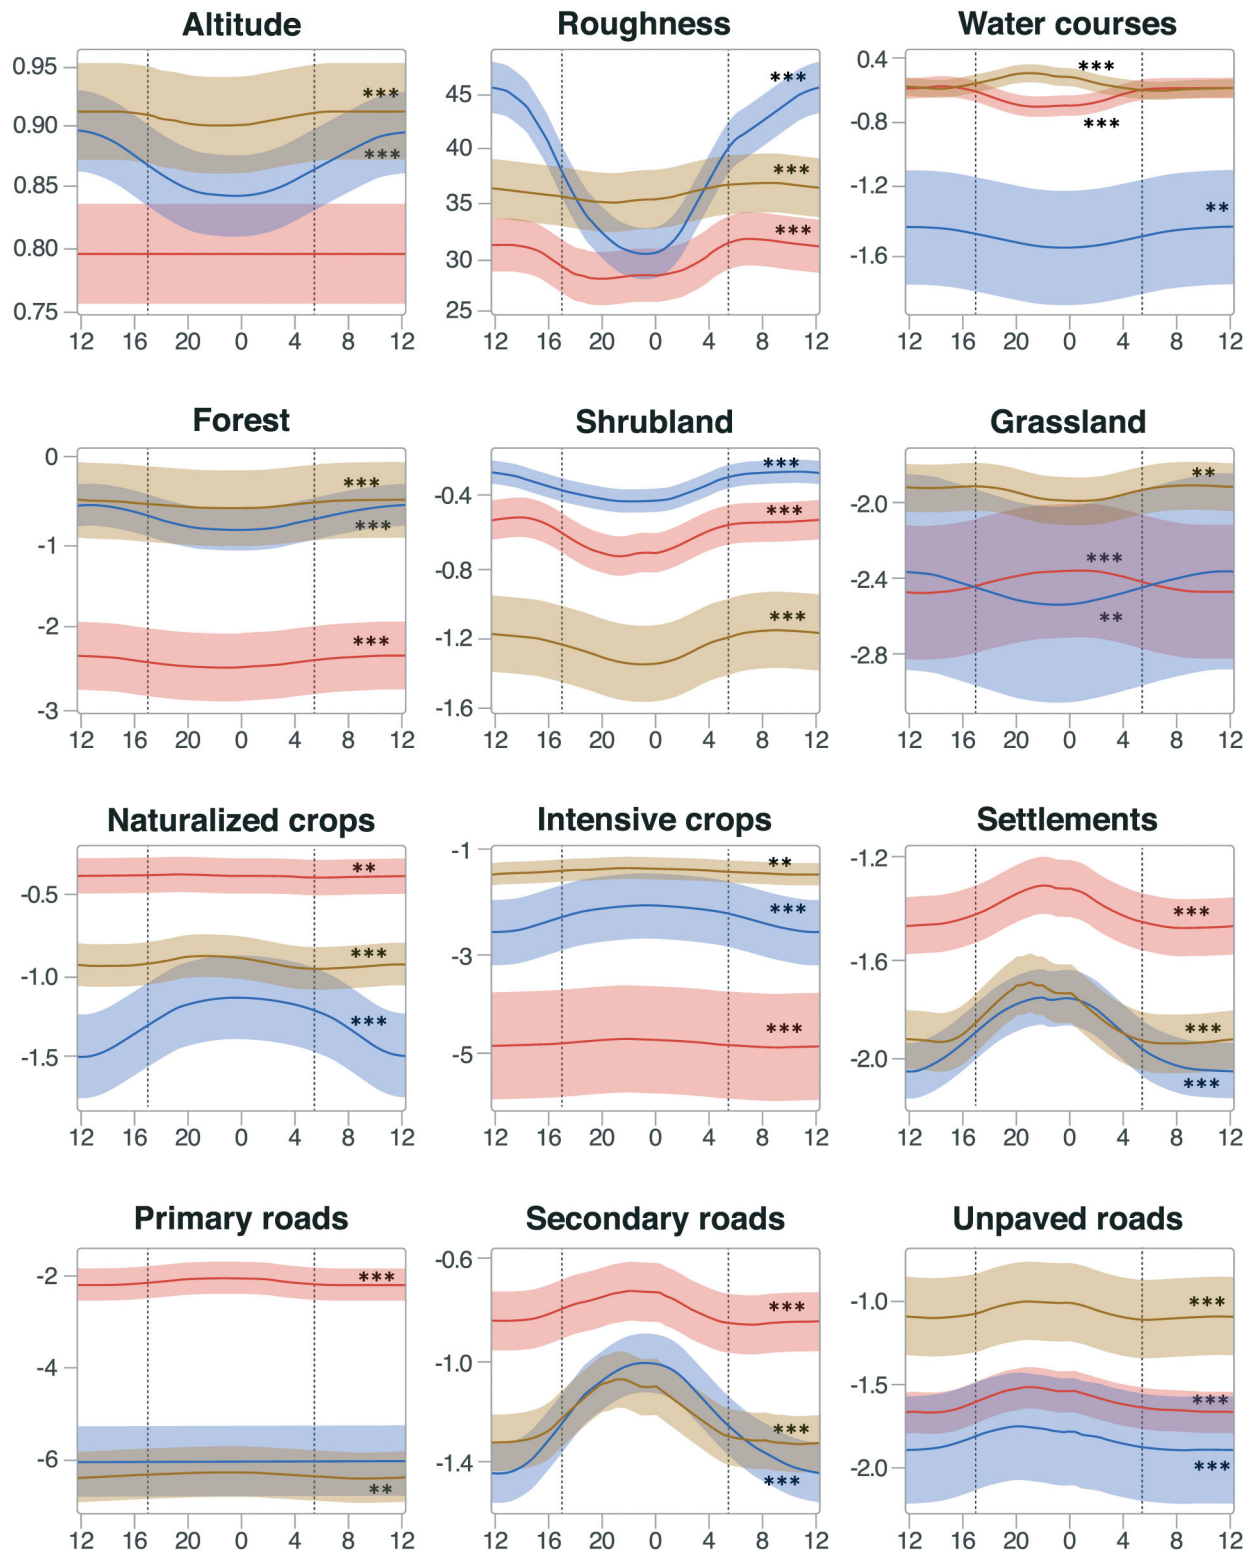 Altitude Roughness Water courses
0.95 0.90 0.85 0.80 0.75
*** ***
12 16 20 0 4 8 12
45 40 35 30 25
*** *** ***
12 16 20 0 4 8 12
0.4 -0.8 -1.2 -1.6
*** *** **
12 16 20 0 4 8 12
Forest Shrubland Grassland
0 -1 -2 -3
*** *** ***
12 16 20 0 4 8 12
-0.4 -0.8 -1.2 -1.6
*** *** ***
12 16 20 0 4 8 12
-2.0 -2.4 -2.8
** *** **
12 16 20 0 4 8 12
Naturalized crops Intensive crops Settlements
-0.5 -1.0 -1.5
** *** ***
12 16 20 0 4 8 12
-1 -3 -5
** *** ***
12 16 20 0 4 8 12
-1.2 -1.6 -2.0
*** *** ***
12 16 20 0 4 8 12
Primary roads Secondary roads Unpaved roads
-2 -4 -6
*** **
12 16 20 0 4 8 12
-0.6 -1.0 -1.4
*** *** ***
12 16 20 0 4 8 12
-1.0 -1.5 -2.0
*** *** ***
12 16 20 0 4 8 12